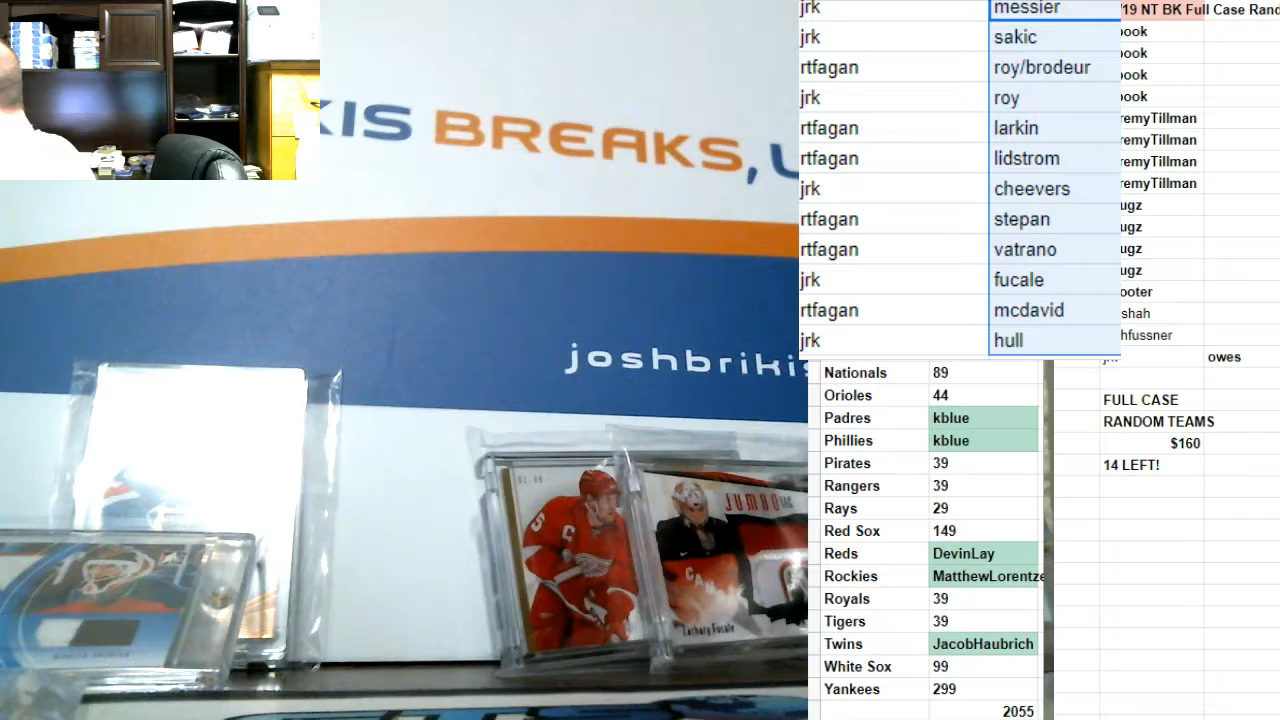 KIS BREAKS,
joshbrikis
JUMBO
Zachary Fucale
jrk messier
jrk sakic
rtfagan roy/brodeur
jrk roy
rtfagan larkin
rtfagan lidstrom
jrk cheevers
rtfagan stepan
rtfagan vatrano
jrk fucale
rtfagan mcdavid
jrk hull
/19 NT BK Full Case Rand
ook
ook
ook
ook
remyTillman
remyTillman
remyTillman
remyTillman
ugz
ugz
ugz
ugz
ooter
shah
hfussner
owes
FULL CASE
RANDOM TEAMS
$160
14 LEFT!
Nationals 89
Orioles 44
Padres kblue
Phillies kblue
Pirates 39
Rangers 39
Rays 29
Red Sox 149
Reds DevinLay
Rockies MatthewLorentze
Royals 39
Tigers 39
Twins JacobHaubrich
White Sox 99
Yankees 299
2055